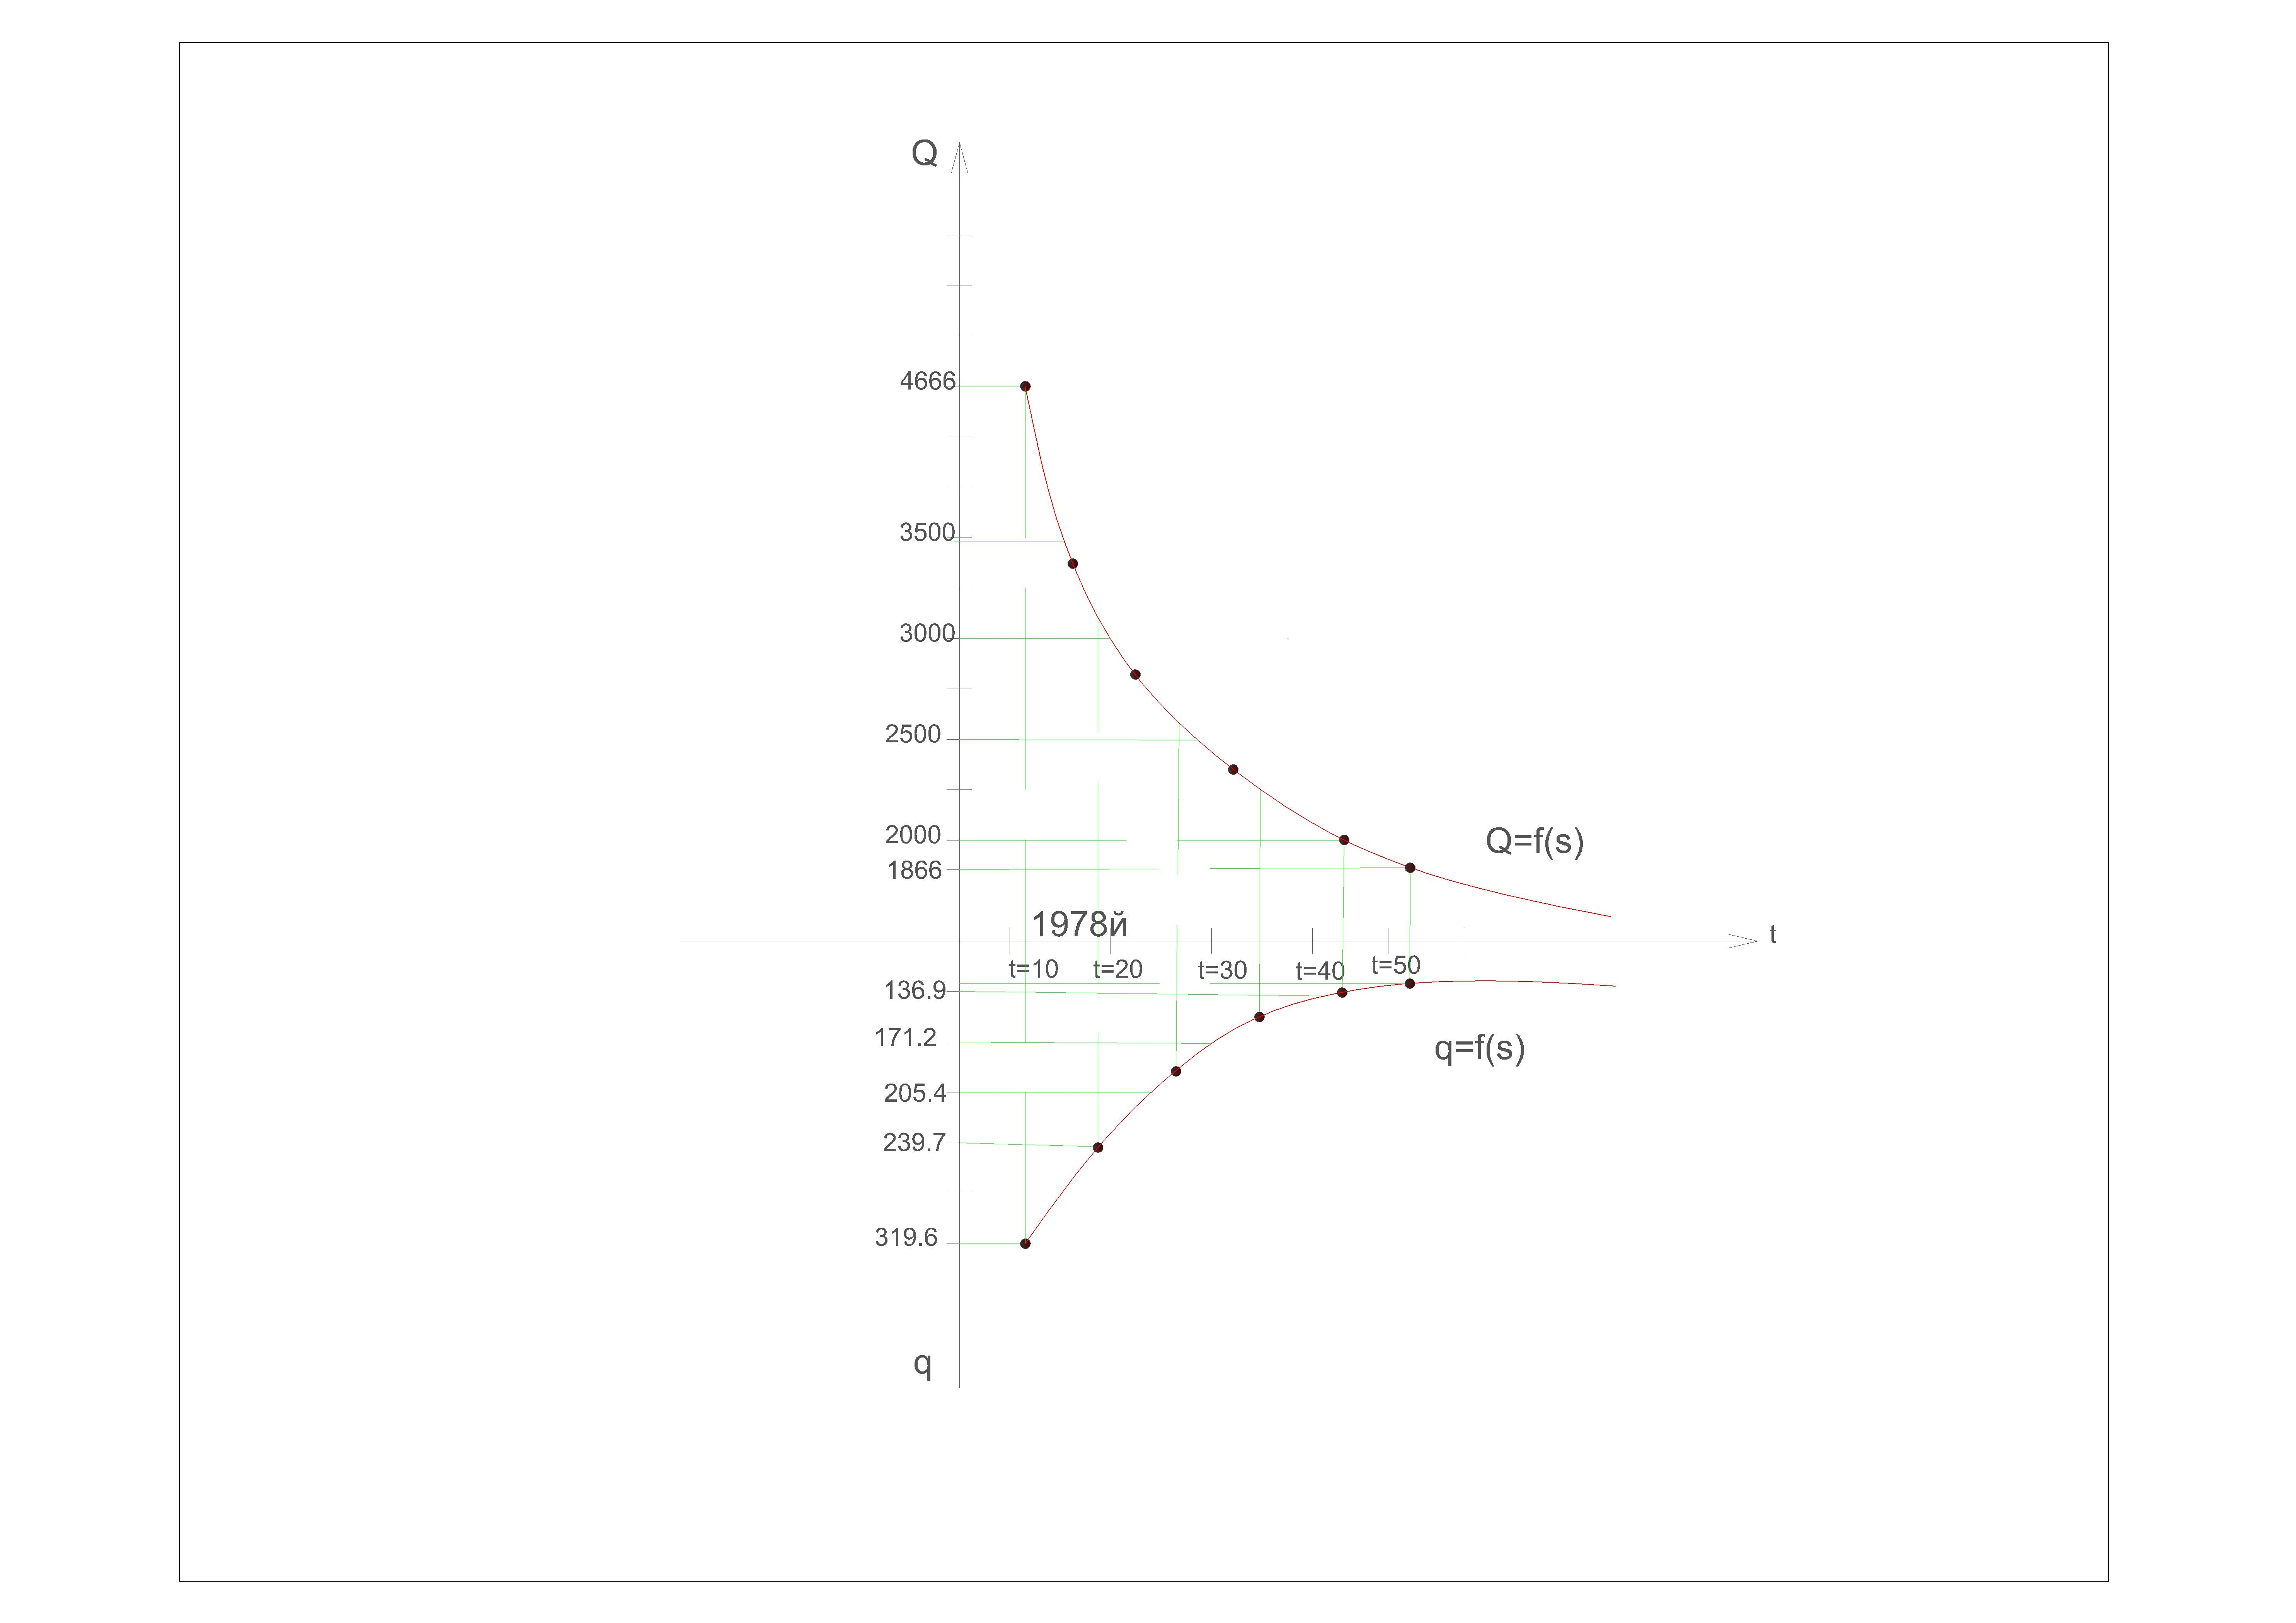 Q
4666
3500
3000
2500
2000
1866
Q=f(s)
1978й
t
t=10
t=20
t=30
t=40
t=50
136.9
171.2
205.4
239.7
319.6
q=f(s)
q